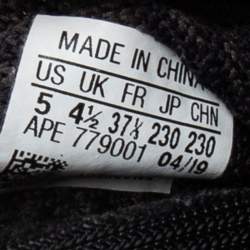 MADE IN CHINA
US UK FR JP CHN
5 4½ 37⅓ 230 230
APE 779001 04/19